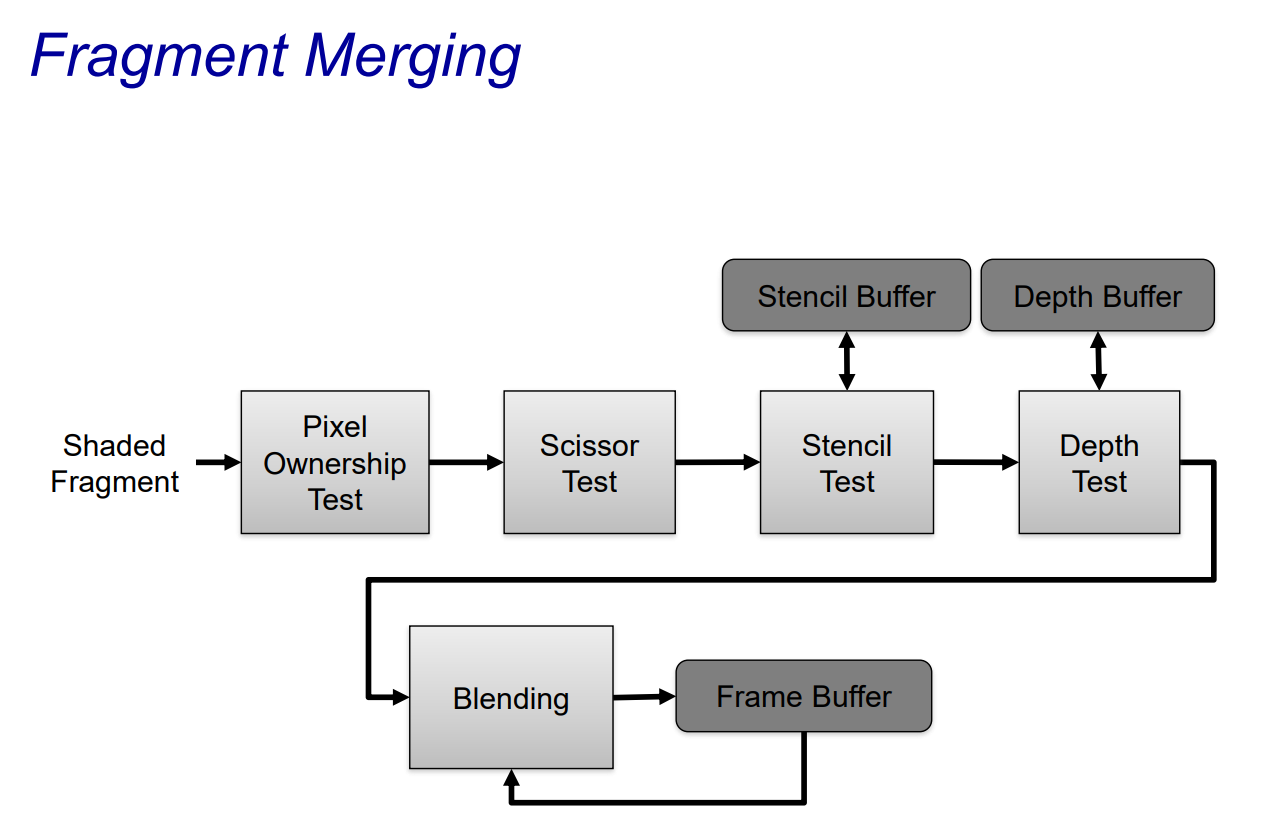 Fragment Merging
Stencil Buffer
Depth Buffer
Shaded
Fragment
Pixel
Ownership
Test
Scissor
Test
Stencil
Test
Depth
Test
Blending
Frame Buffer